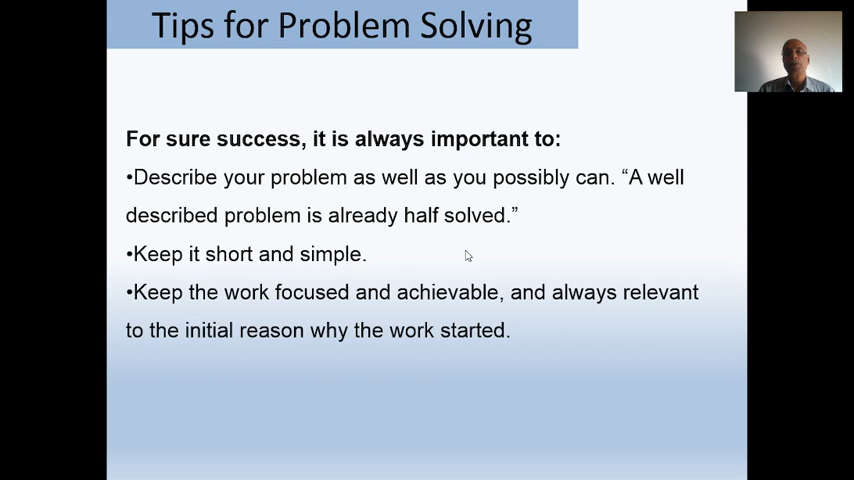 Tips for Problem Solving
For sure success, it is always important to:
•Describe your problem as well as you possibly can. “A well
described problem is already half solved.”
•Keep it short and simple.
•Keep the work focused and achievable, and always relevant
to the initial reason why the work started.